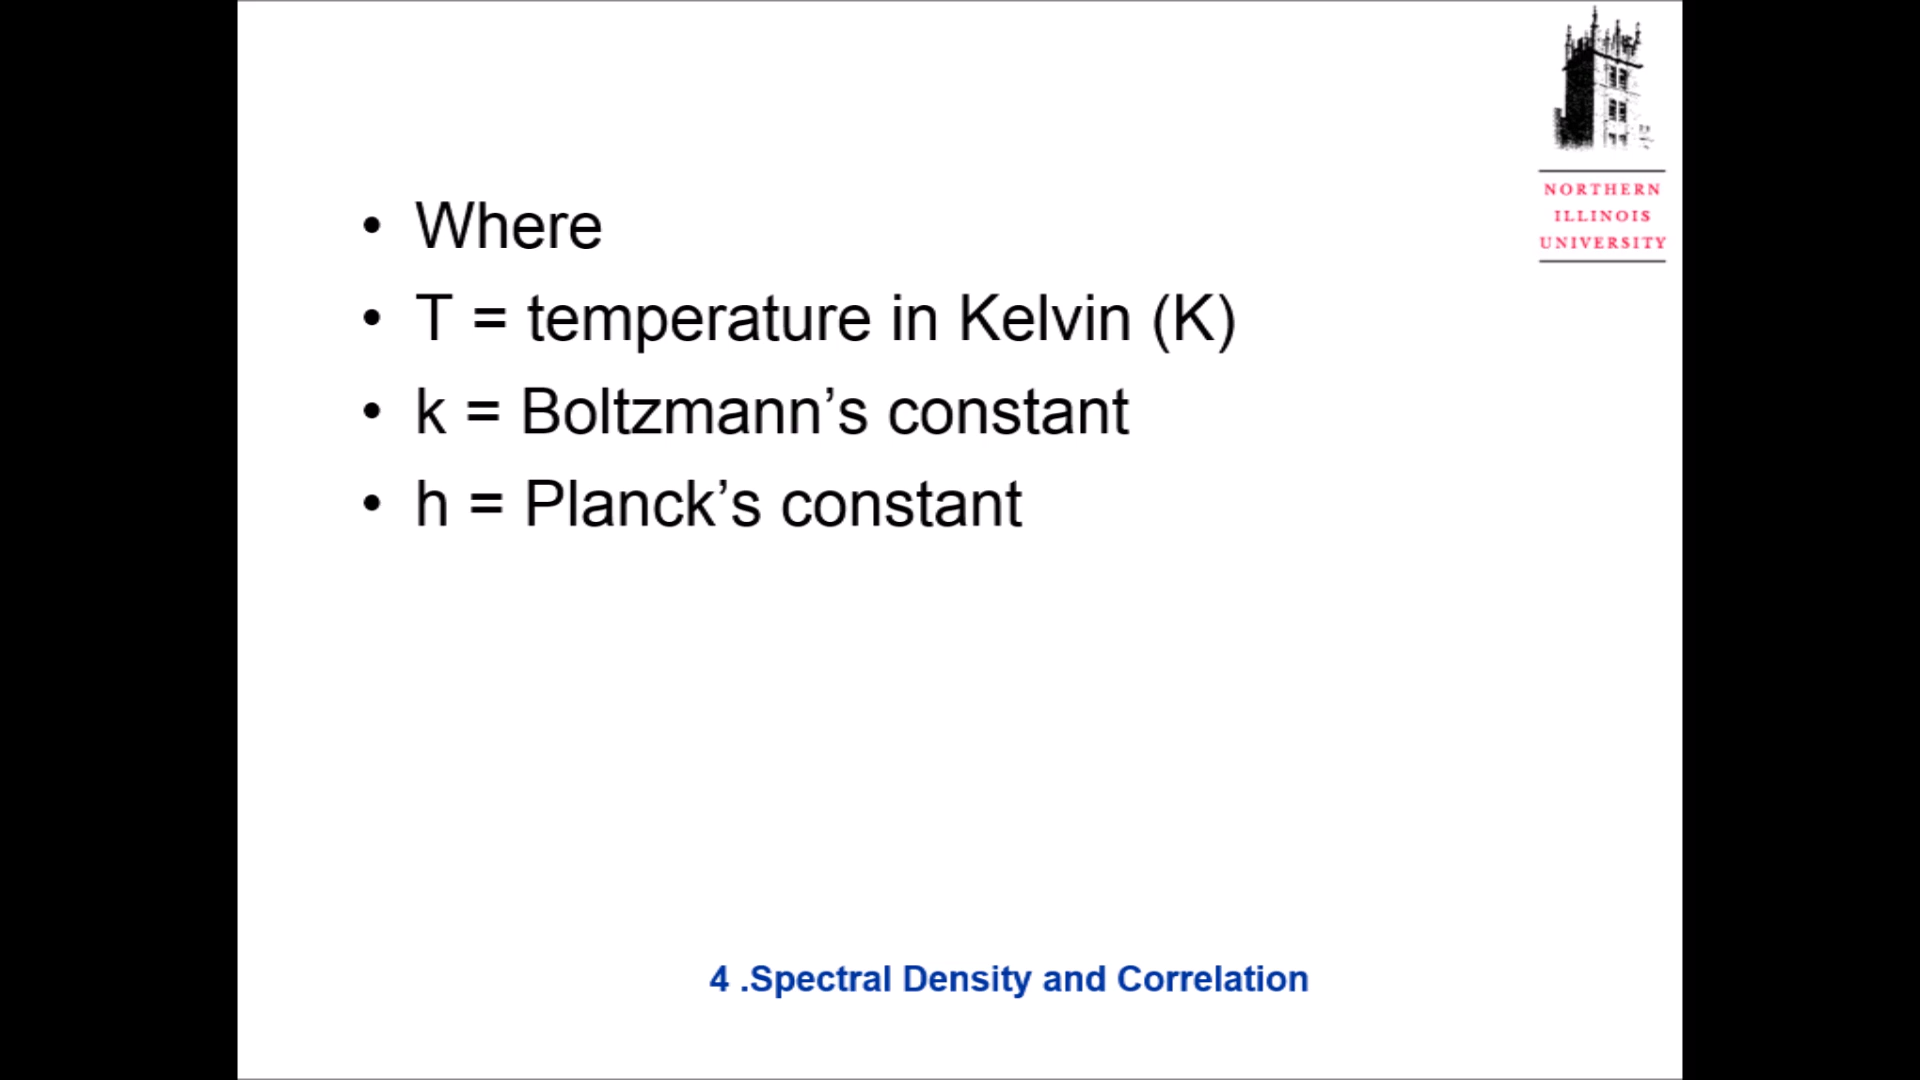 NORTHERN
ILLINOIS
UNIVERSITY
• Where
• T = temperature in Kelvin (K)
• k = Boltzmann’s constant
• h = Planck’s constant
4 .Spectral Density and Correlation